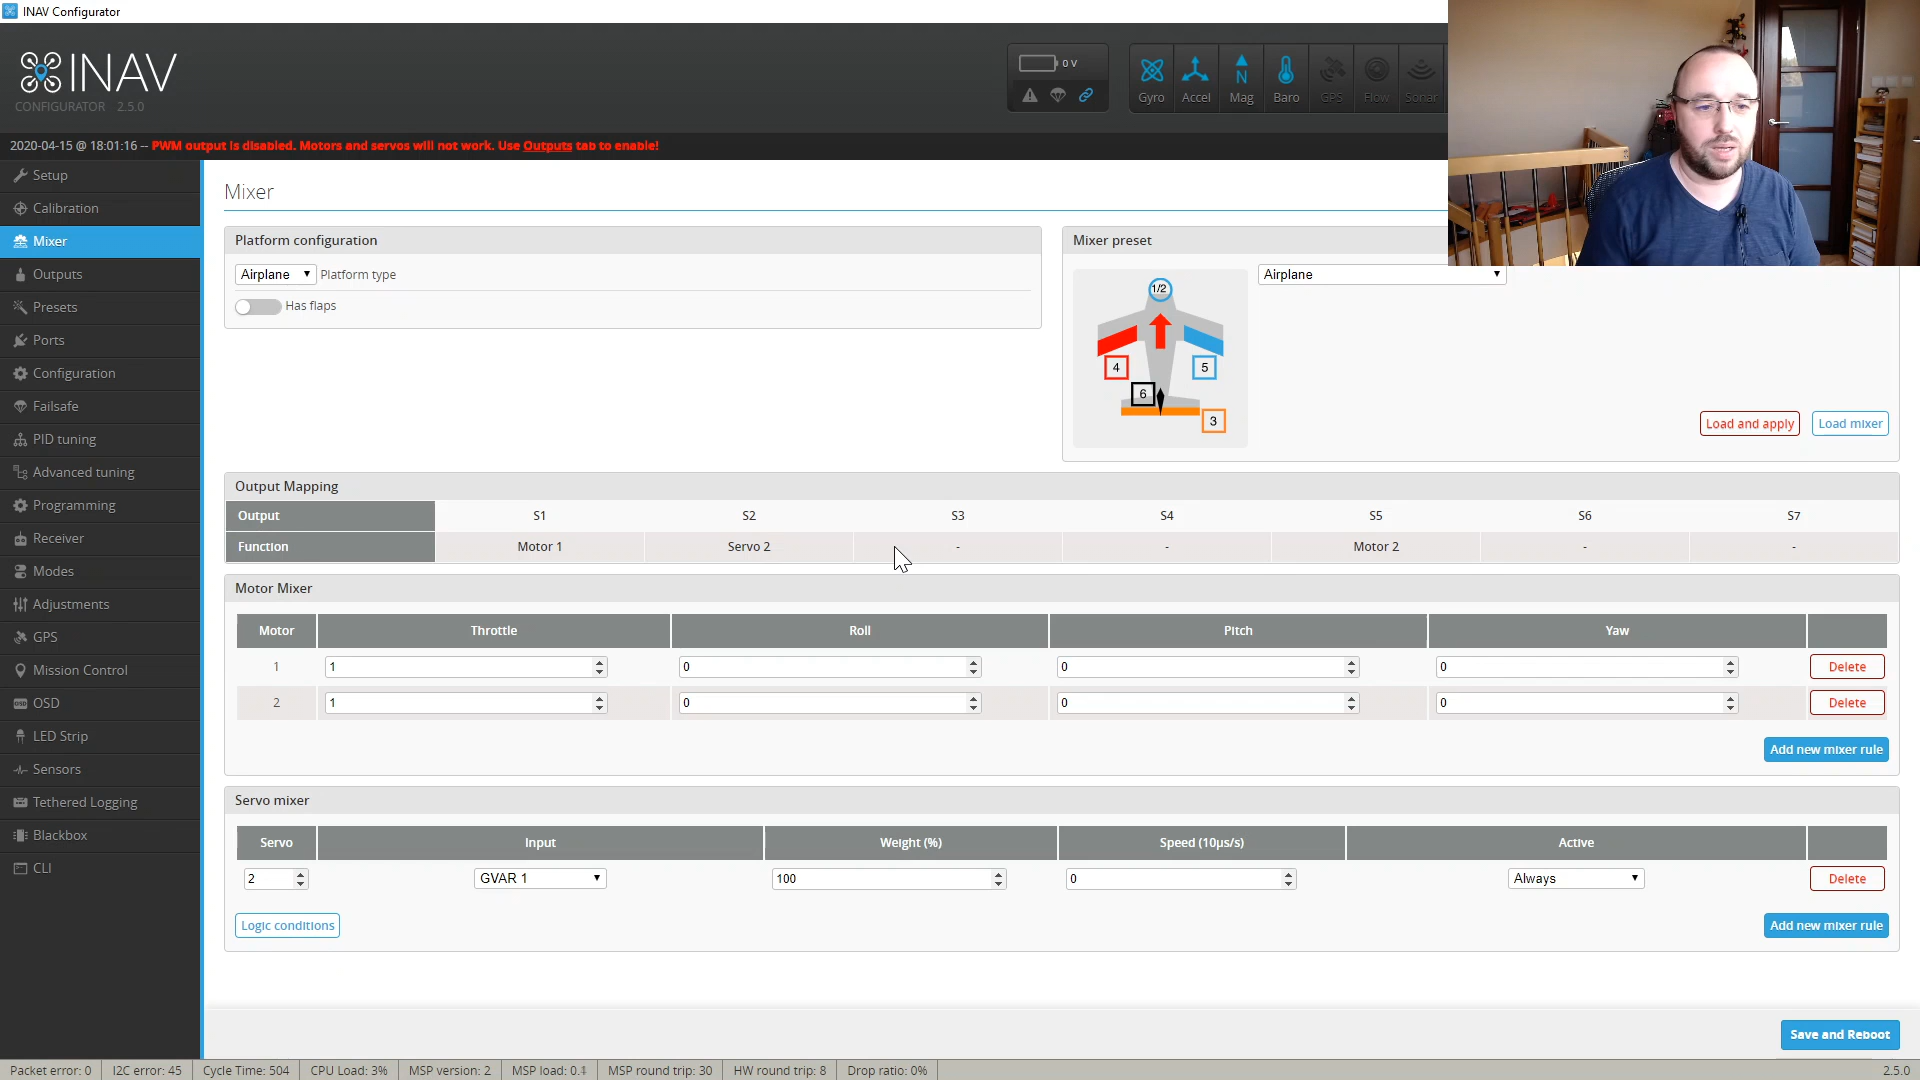 INAV Configurator
INAV
CONFIGURATOR 2.5.0
0 V
Gyro Accel Mag Baro GPS Flow Sonar
2020-04-15 @ 18:01:16 -- PWM output is disabled. Motors and servos will not work. Use Outputs tab to enable!
Setup
Calibration
Mixer
Outputs
Presets
Ports
Configuration
Failsafe
PID tuning
Advanced tuning
Programming
Receiver
Modes
Adjustments
GPS
Mission Control
OSD
LED Strip
Sensors
Tethered Logging
Blackbox
CLI
Mixer
Platform configuration
Airplane Platform type
Has flaps
Mixer preset
Airplane
1/2
4 5
6
3
Load and apply Load mixer
Output Mapping
Output S1 S2 S3 S4 S5 S6 S7
Function Motor 1 Servo 2 - - Motor 2 - -
Motor Mixer
Motor Throttle Roll Pitch Yaw
1 1 0 0 0 Delete
2 1 0 0 0 Delete
Add new mixer rule
Servo mixer
Servo Input Weight (%) Speed (10µs/s) Active
2 GVAR 1 100 0 Always Delete
Logic conditions Add new mixer rule
Save and Reboot
Packet error: 0 I2C error: 45 Cycle Time: 504 CPU Load: 3% MSP version: 2 MSP load: 0. MSP round trip: 30 HW round trip: 8 Drop ratio: 0% 2.5.0